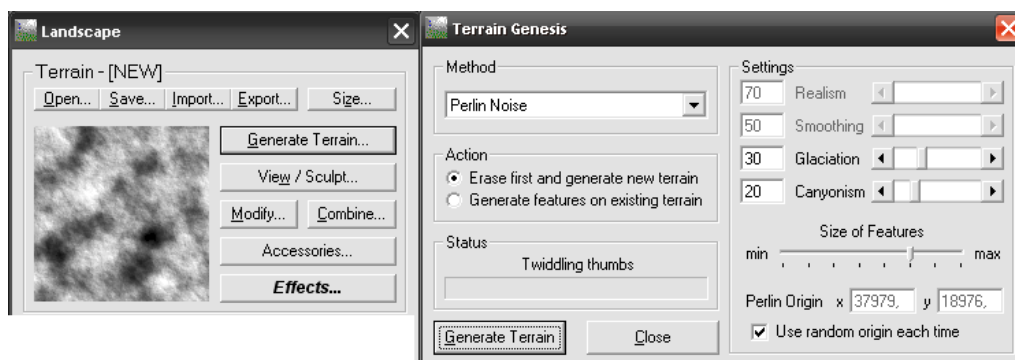 Landscape
Terrain - [NEW]
Open... Save... Import... Export... Size...
Generate Terrain...
View / Sculpt...
Modify... Combine...
Accessories...
Effects...
Terrain Genesis
Method
Perlin Noise
Action
Erase first and generate new terrain
Generate features on existing terrain
Status
Twiddling thumbs
Generate Terrain Close
Settings
70 Realism
50 Smoothing
30 Glaciation
20 Canyonism
Size of Features
min max
Perlin Origin x 37979, y 18976,
Use random origin each time